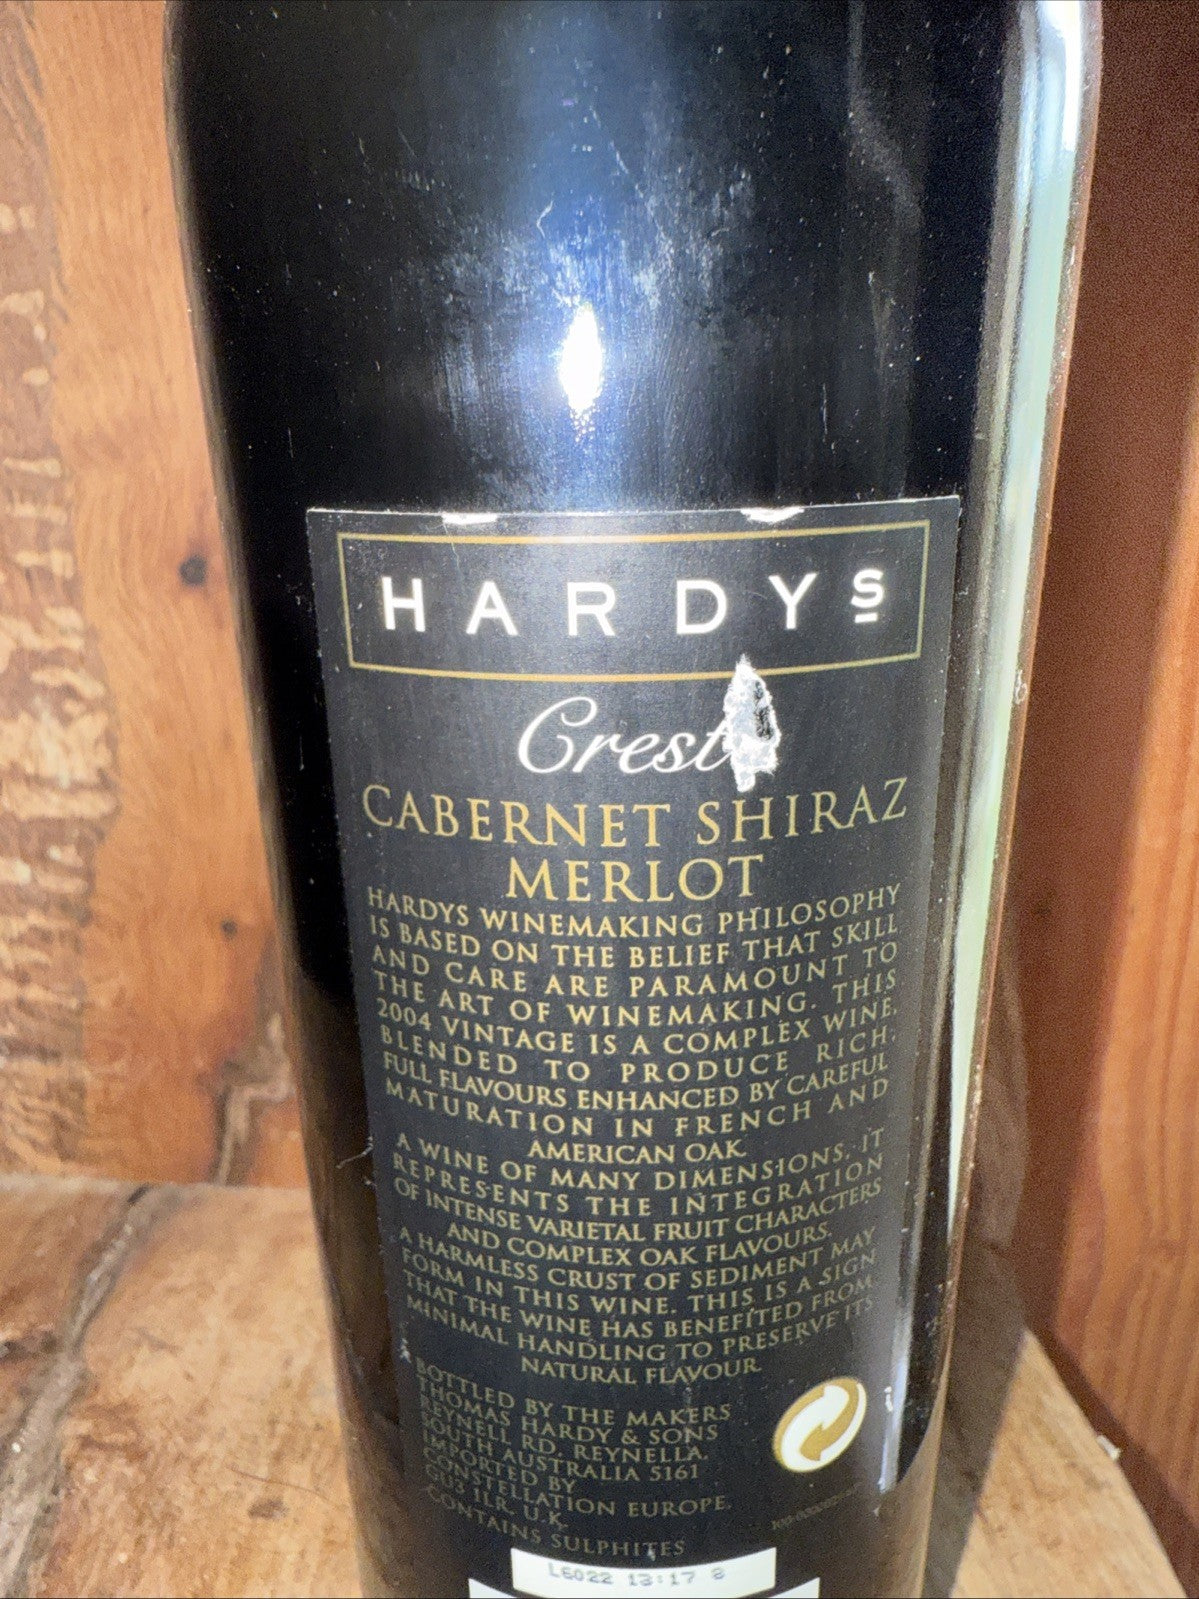 HARDYS
Crest
CABERNET SHIRAZ
MERLOT
HARDYS WINEMAKING PHILOSOPHY
IS BASED ON THE BELIEF THAT SKILL
AND CARE ARE PARAMOUNT TO
THE ART OF WINEMAKING. THIS
2004 VINTAGE IS A COMPLEX WINE,
BLENDED TO PRODUCE RICH,
FULL FLAVOURS ENHANCED BY CAREFUL
MATURATION IN FRENCH AND
AMERICAN OAK.
A WINE OF MANY DIMENSIONS, IT
REPRESENTS THE INTEGRATION
OF INTENSE VARIETAL FRUIT CHARACTERS
AND COMPLEX OAK FLAVOURS.
A HARMLESS CRUST OF SEDIMENT MAY
FORM IN THIS WINE. THIS IS A SIGN
THAT THE WINE HAS BENEFITED FROM
MINIMAL HANDLING TO PRESERVE ITS
NATURAL FLAVOUR
BOTTLED BY THE MAKERS
THOMAS HARDY & SONS
REYNELL RD, REYNELLA,
SOUTH AUSTRALIA 5161
IMPORTED BY
CONSTELLATION EUROPE,
GU3 1LR, U.K.
CONTAINS SULPHITES
L6022 13:17 8